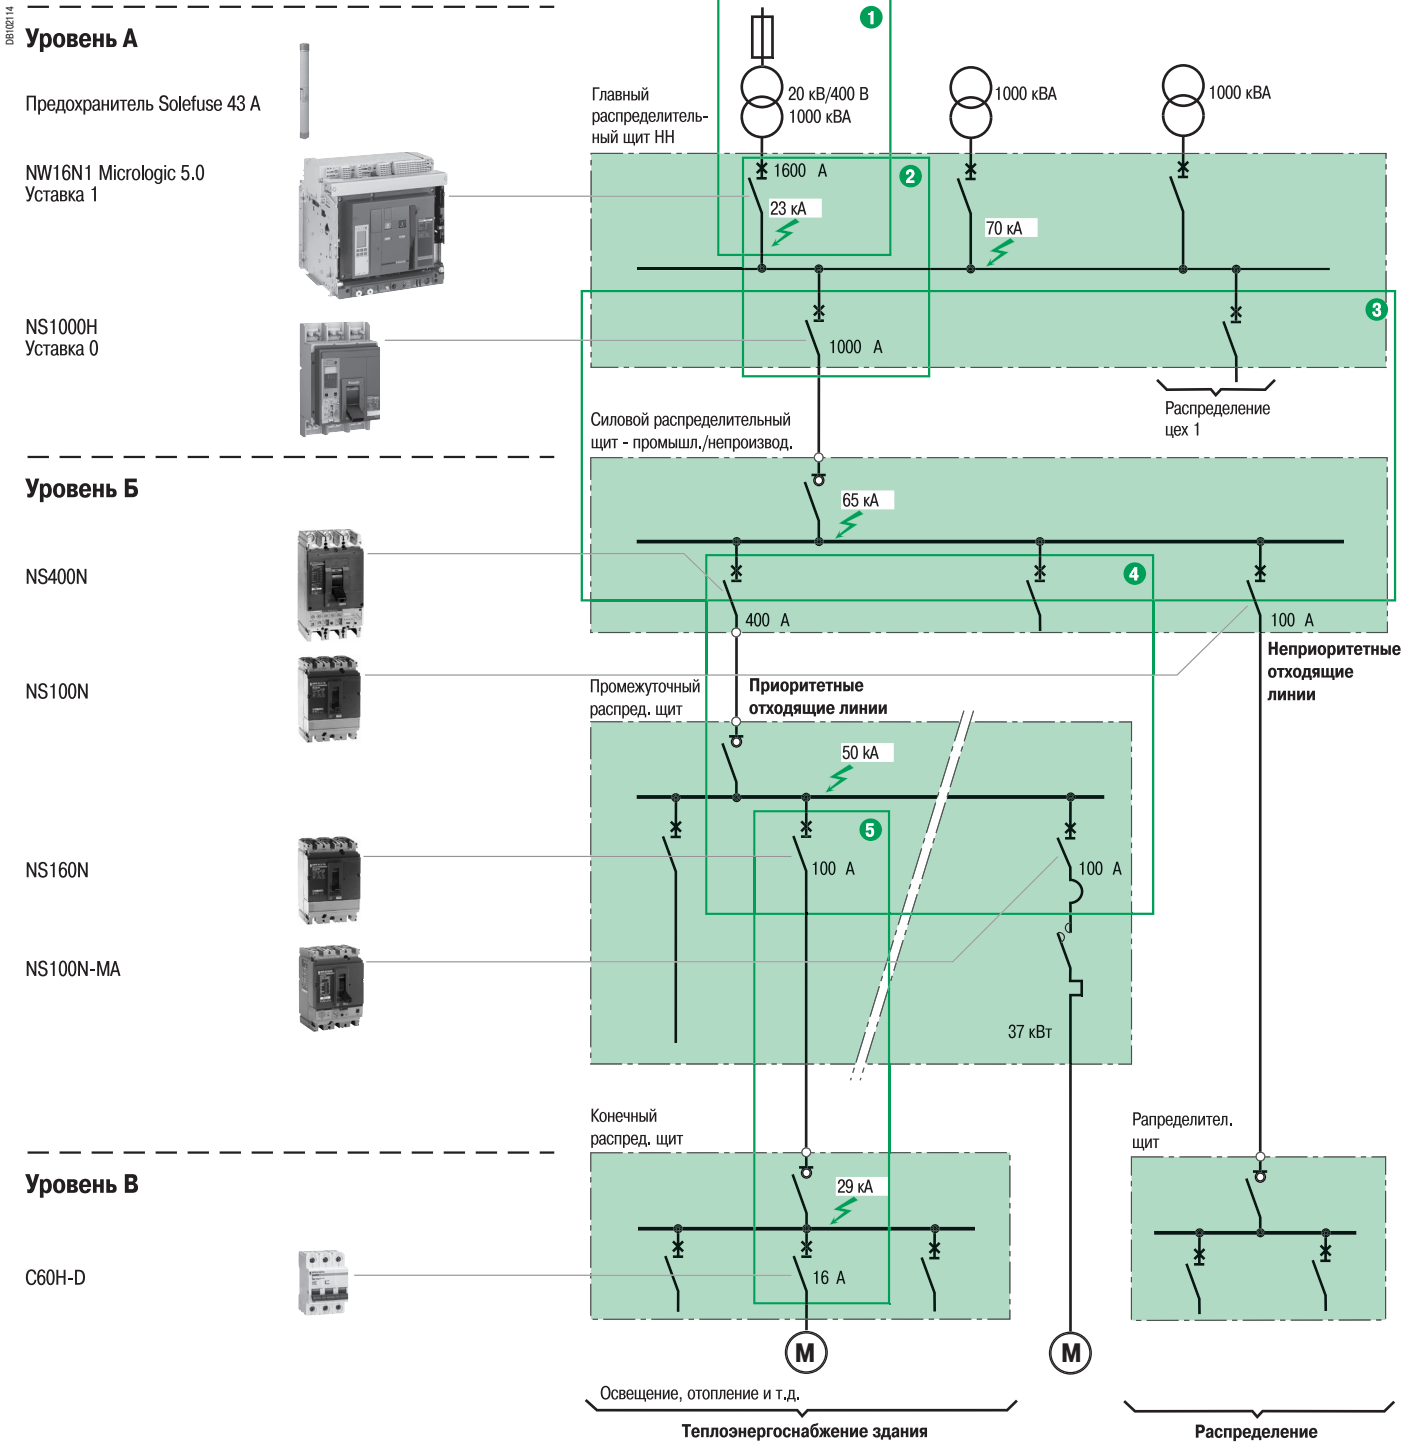 DB102114
Уровень А
Предохранитель Solefuse 43 А
NW16N1 Micrologic 5.0
Уставка 1
NS1000H
Уставка 0
Уровень Б
NS400N
NS100N
NS160N
NS100N-MA
Уровень В
C60H-D
1
Главный
распределитель-
ный щит НН
20 кВ/400 В
1000 кВА
1000 кВА
1000 кВА
1600 А
2
23 кА
70 кА
3
1000 А
Распределение
цех 1
Силовой распределительный
щит - промышл./непроизвод.
65 кА
4
400 А
100 А
Неприоритетные
отходящие
линии
Промежуточный
распред. щит
Приоритетные
отходящие линии
50 кА
5
100 А
100 А
37 кВт
Конечный
распред. щит
Рапределител.
щит
29 кА
16 А
М
М
Освещение, отопление и т.д.
Теплоэнергоснабжение здания
Распределение